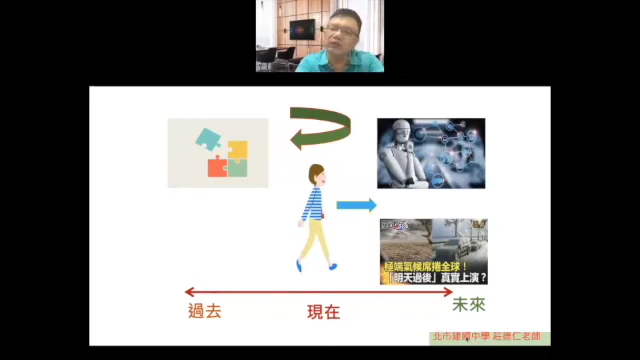 極端氣候席捲全球！
「明天過後」真實上演？
過去
現在
未來
北市建國中學 莊德仁老師